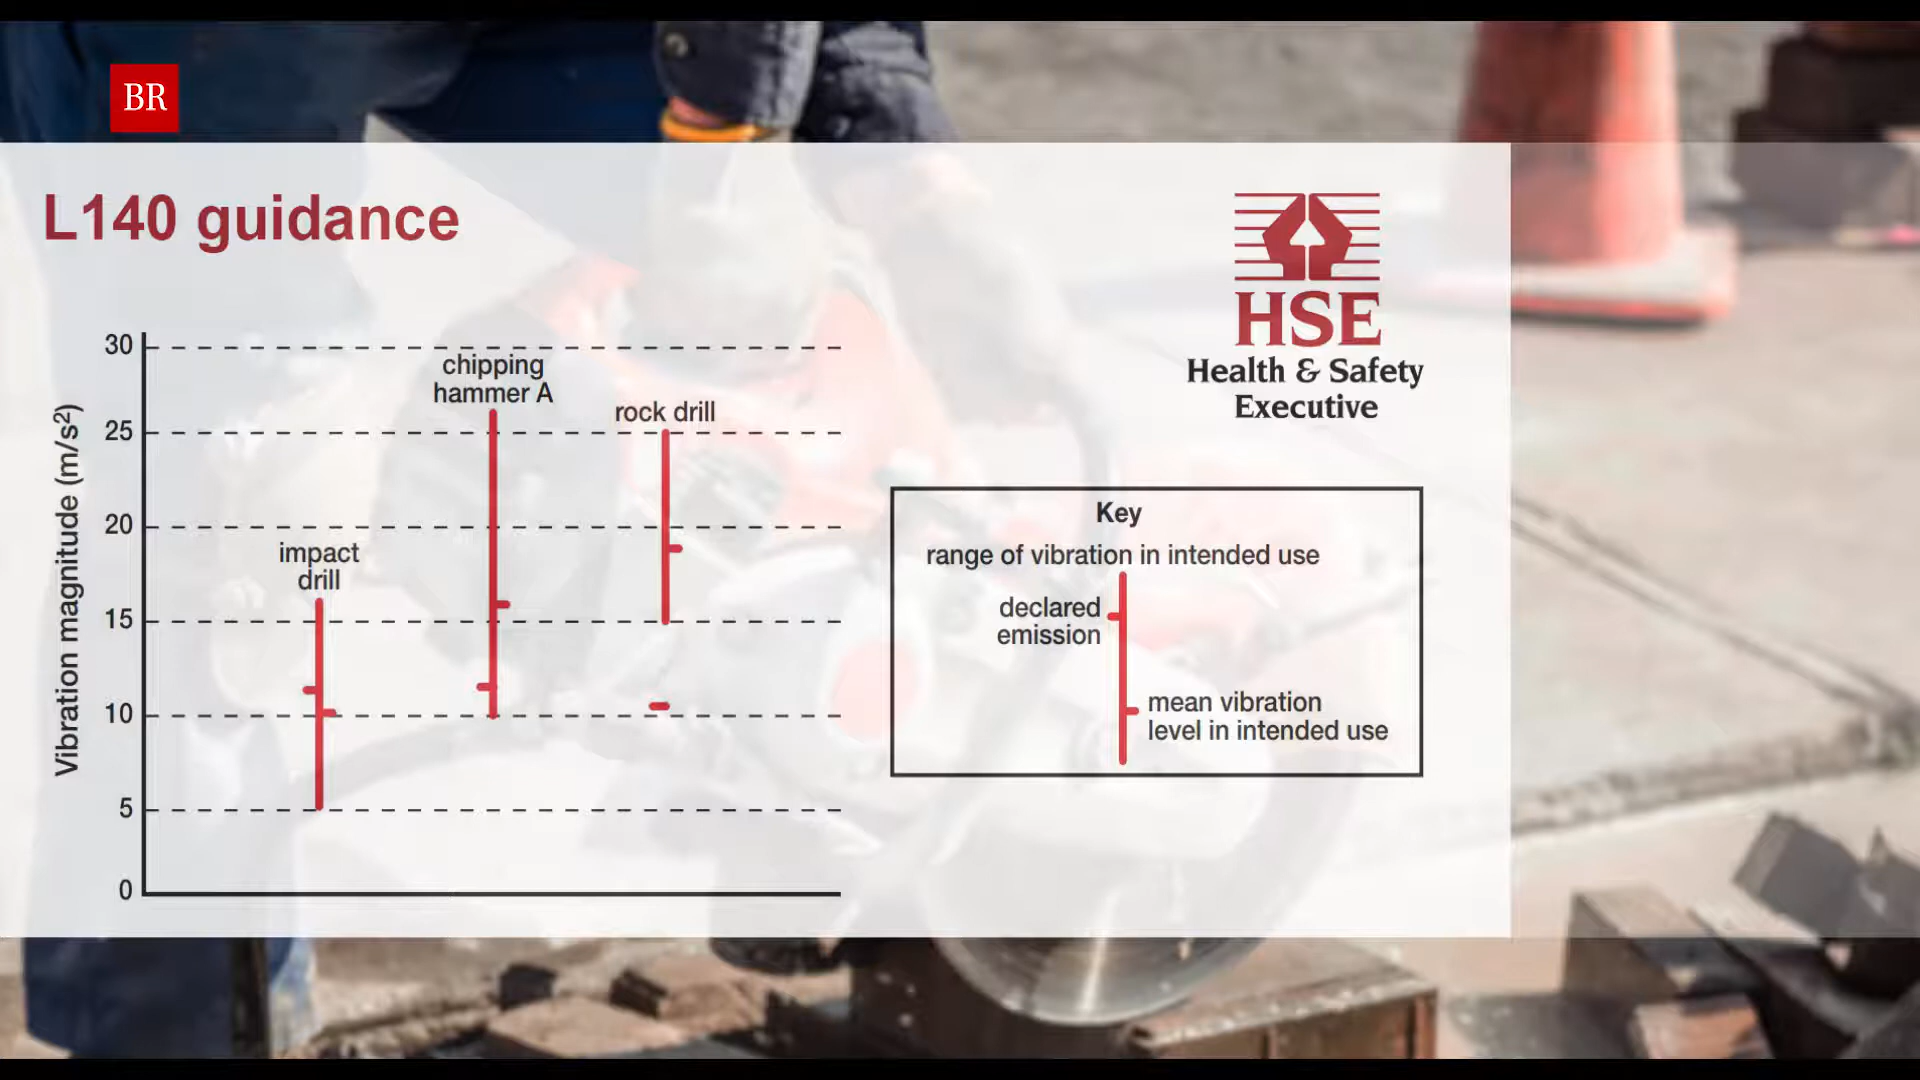 BR
L140 guidance
HSE
Health & Safety
Executive
Vibration magnitude (m/s²)
30
25
20
15
10
5
0
impact
drill
chipping
hammer A
rock drill
Key
range of vibration in intended use
declared
emission
mean vibration
level in intended use